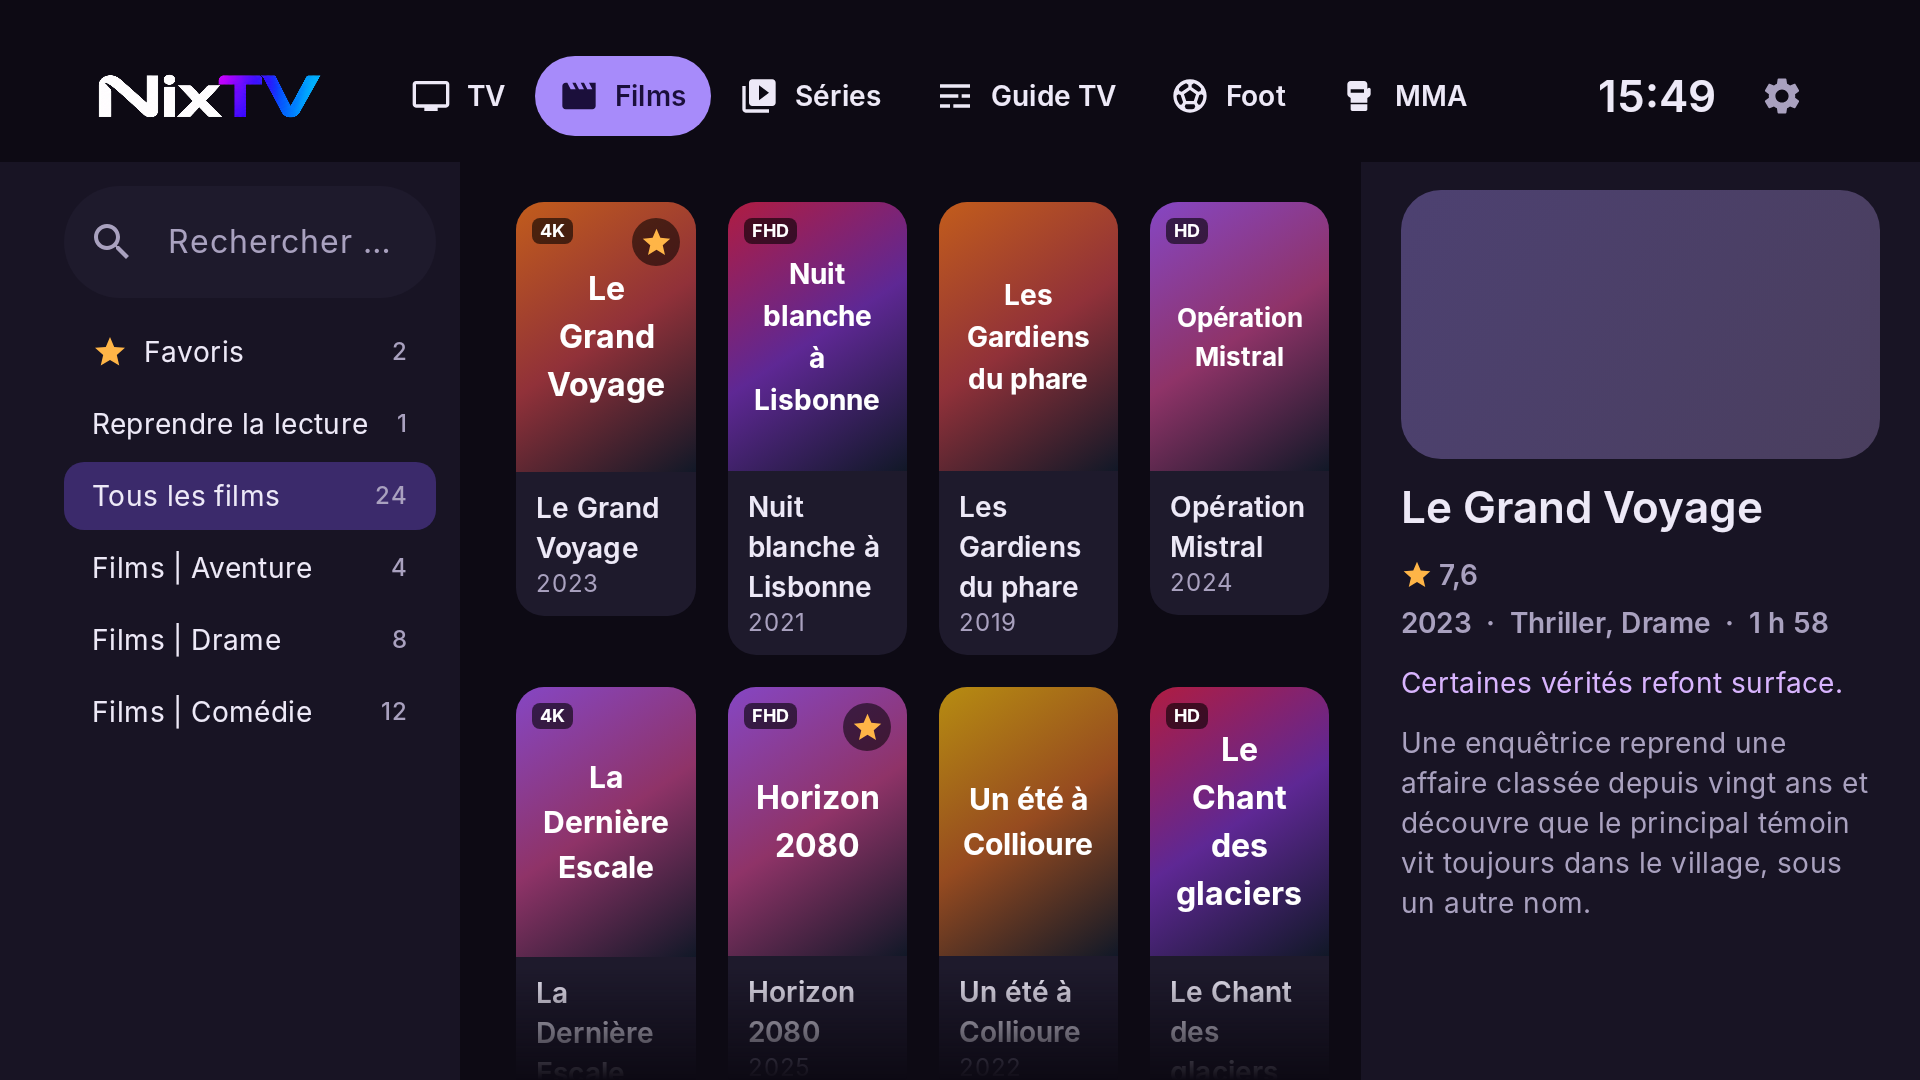 NixTV
TV
Films
Séries
Guide TV
Foot
MMA
15:49
Rechercher ...
Favoris 2
Reprendre la lecture 1
Tous les films 24
Films | Aventure 4
Films | Drame 8
Films | Comédie 12
4K
Le
Grand
Voyage
Le Grand
Voyage
2023
FHD
Nuit
blanche
à
Lisbonne
Nuit
blanche à
Lisbonne
2021
Les
Gardiens
du phare
Les
Gardiens
du phare
2019
HD
Opération
Mistral
Opération
Mistral
2024
4K
La
Dernière
Escale
La
Dernière
Escale
FHD
Horizon
2080
Horizon
2080
2025
Un été à
Collioure
Un été à
Collioure
2022
HD
Le
Chant
des
glaciers
Le Chant
des
glaciers
Le Grand Voyage
7,6
2023 · Thriller, Drame · 1 h 58
Certaines vérités refont surface.
Une enquêtrice reprend une
affaire classée depuis vingt ans et
découvre que le principal témoin
vit toujours dans le village, sous
un autre nom.